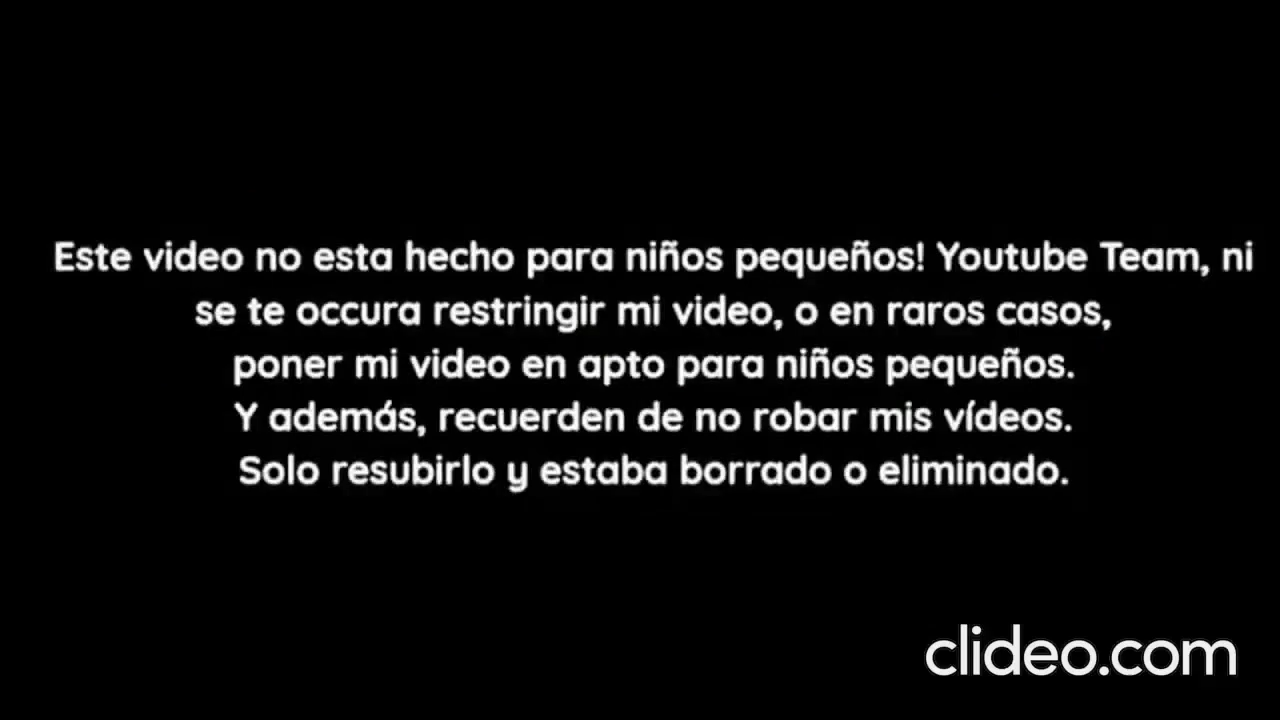 Este video no esta hecho para niños pequeños! Youtube Team, ni
se te occura restringir mi video, o en raros casos,
poner mi video en apto para niños pequeños.
Y además, recuerden de no robar mis vídeos.
Solo resubirlo y estaba borrado o eliminado.
clideo.com